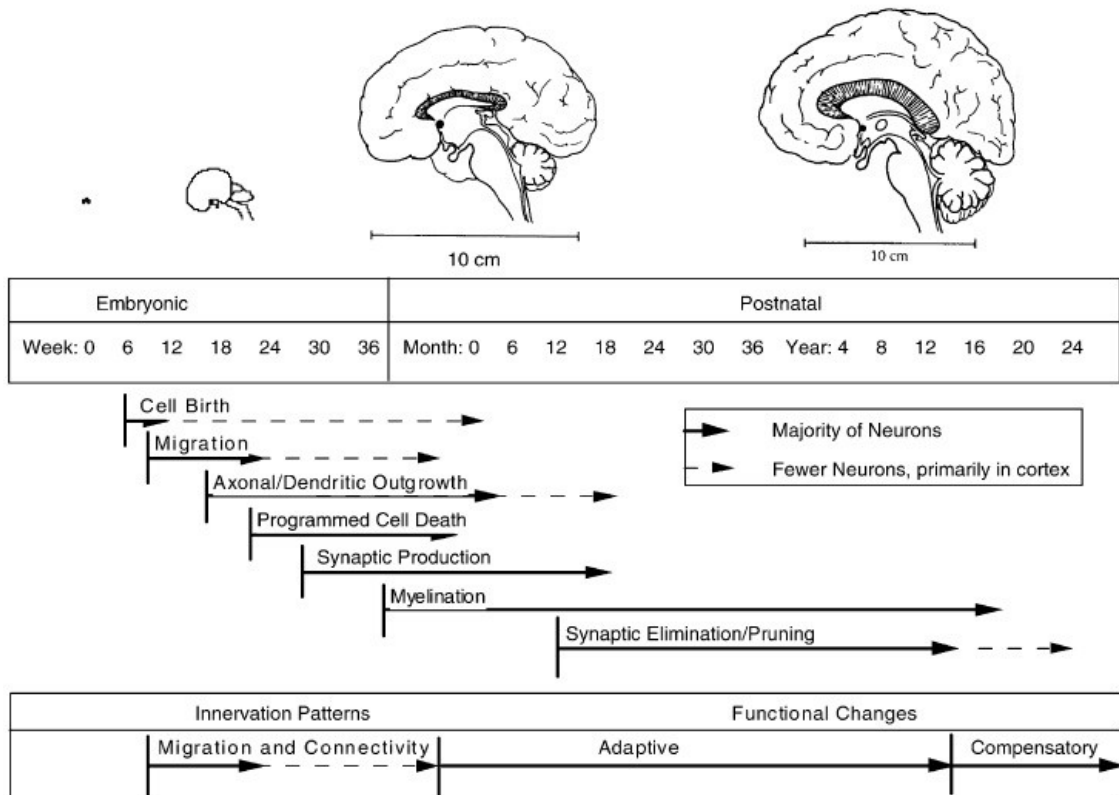 10 cm
10 cm
Embryonic Postnatal
Week: 0 6 12 18 24 30 36 Month: 0 6 12 18 24 30 36 Year: 4 8 12 16 20 24
Cell Birth
Migration
Axonal/Dendritic Outgrowth
Programmed Cell Death
Synaptic Production
Myelination
Synaptic Elimination/Pruning
Majority of Neurons
Fewer Neurons, primarily in cortex
Innervation Patterns Functional Changes
Migration and Connectivity Adaptive Compensatory